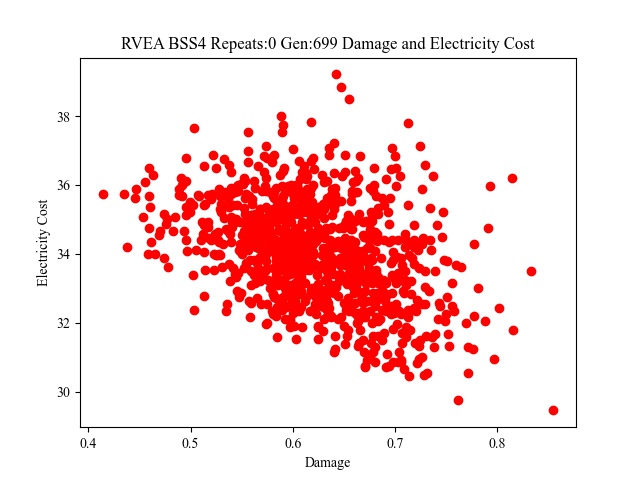 RVEA BSS4 Repeats:0 Gen:699 Damage and Electricity Cost
38
36
34
32
30
Electricity Cost
0.4 0.5 0.6 0.7 0.8
Damage